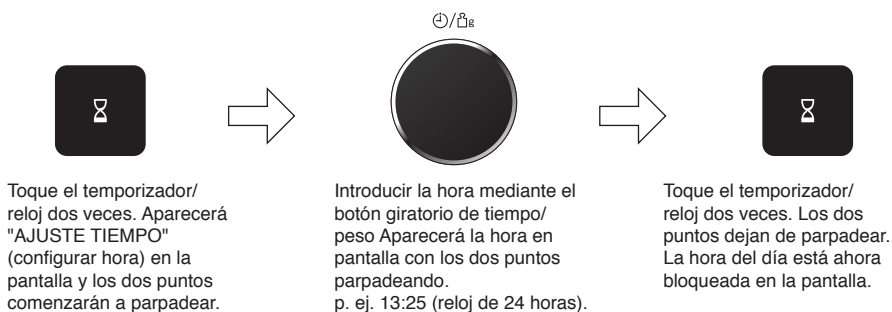 / g
Toque el temporizador/
reloj dos veces. Aparecerá
"AJUSTE TIEMPO"
(configurar hora) en la
pantalla y los dos puntos
comenzarán a parpadear.
Introducir la hora mediante el
botón giratorio de tiempo/
peso Aparecerá la hora en
pantalla con los dos puntos
parpadeando.
p. ej. 13:25 (reloj de 24 horas).
Toque el temporizador/
reloj dos veces. Los dos
puntos dejan de parpadear.
La hora del día está ahora
bloqueada en la pantalla.